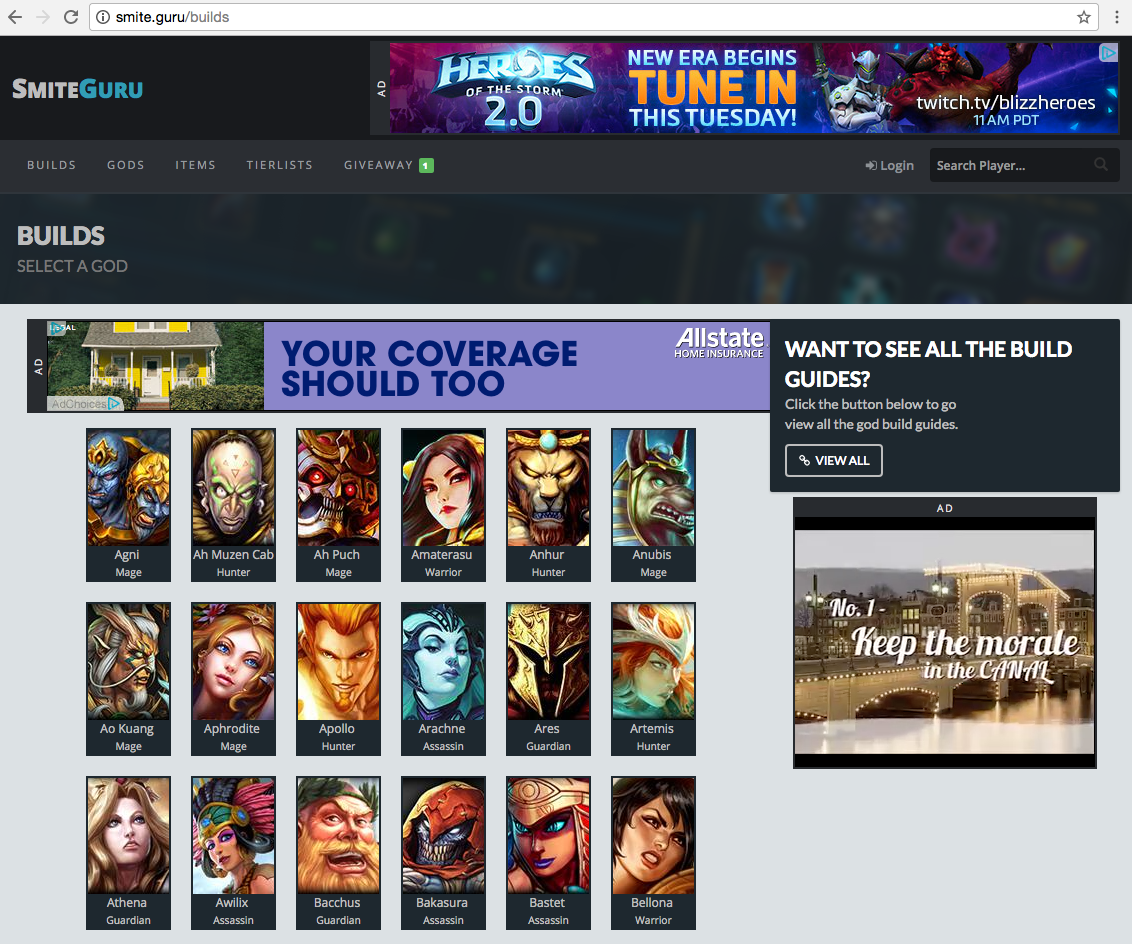 smite.guru/builds
SMITEGURU
AD
HEROES
OF THE STORM
2.0
NEW ERA BEGINS
TUNE IN
THIS TUESDAY!
twitch.tv/blizzheroes
11 AM PDT
BUILDS GODS ITEMS TIERLISTS GIVEAWAY 1
Login
Search Player...
BUILDS
SELECT A GOD
AD
AdChoices
YOUR COVERAGE
SHOULD TOO
Allstate
HOME INSURANCE
WANT TO SEE ALL THE BUILD
GUIDES?
Click the button below to go
view all the god build guides.
VIEW ALL
AD
No. 1 -
Keep the morale
in the CANAL
Agni Ah Muzen Cab Ah Puch Amaterasu Anhur Anubis
Mage Hunter Mage Warrior Hunter Mage
Ao Kuang Aphrodite Apollo Arachne Ares Artemis
Mage Mage Hunter Assassin Guardian Hunter
Athena Awilix Bacchus Bakasura Bastet Bellona
Guardian Assassin Guardian Assassin Assassin Warrior